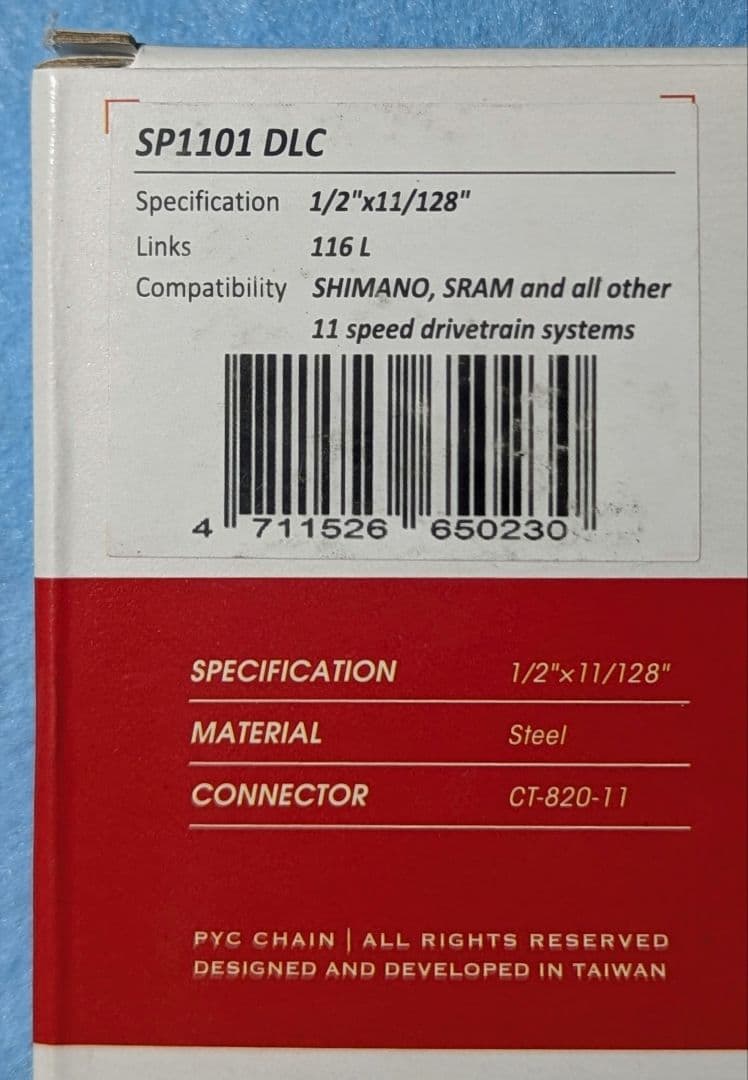 SP1101 DLC
Specification 1/2"x11/128"
Links 116 L
Compatibility SHIMANO, SRAM and all other
11 speed drivetrain systems
4 711526 650230
SPECIFICATION 1/2"x11/128"
MATERIAL Steel
CONNECTOR CT-820-11
PYC CHAIN | ALL RIGHTS RESERVED
DESIGNED AND DEVELOPED IN TAIWAN